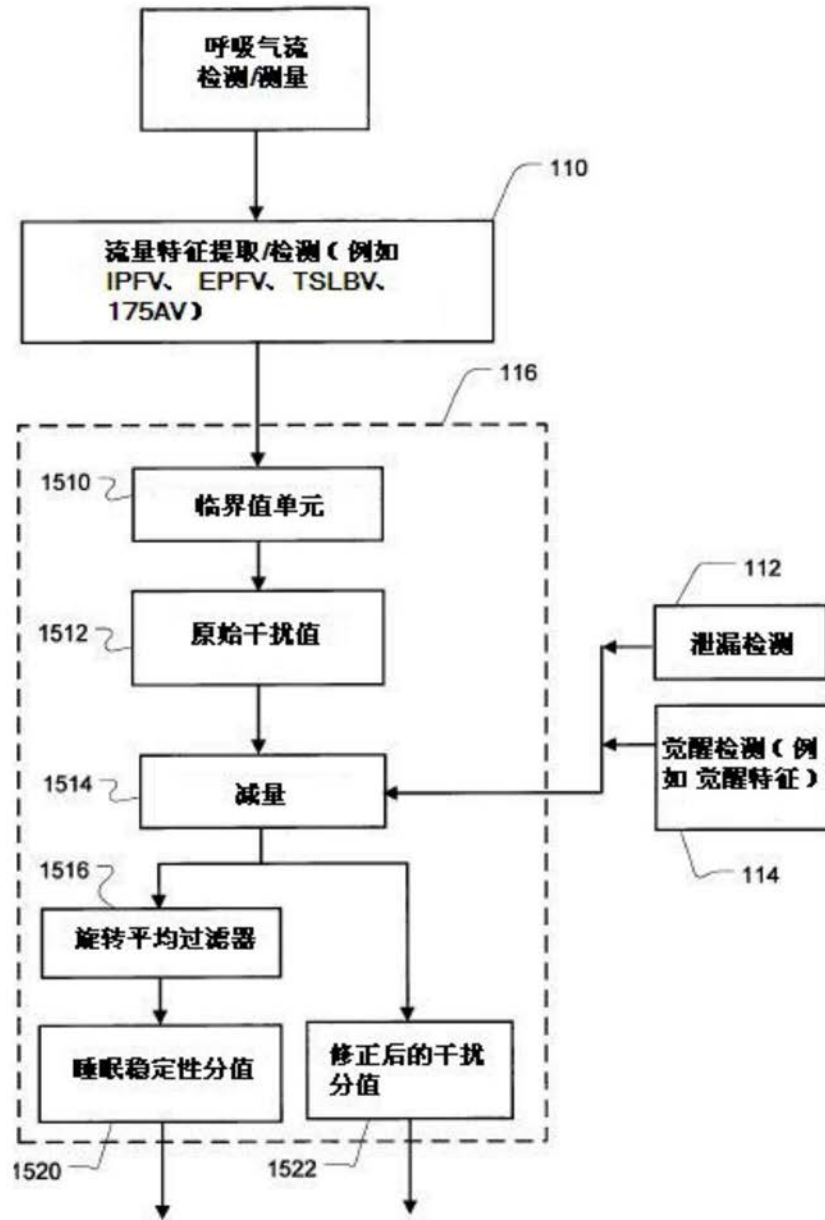 呼吸气流
检测/测量
110
流量特征提取/检测（例如
IPFV、EPFV、TSLBV、
175AV）
116
1510
临界值单元
112
1512
原始干扰值
泄漏检测
觉醒检测（例
如 觉醒特征）
1514
减量
114
1516
旋转平均过滤器
睡眠稳定性分值
修正后的干扰
分值
1520
1522